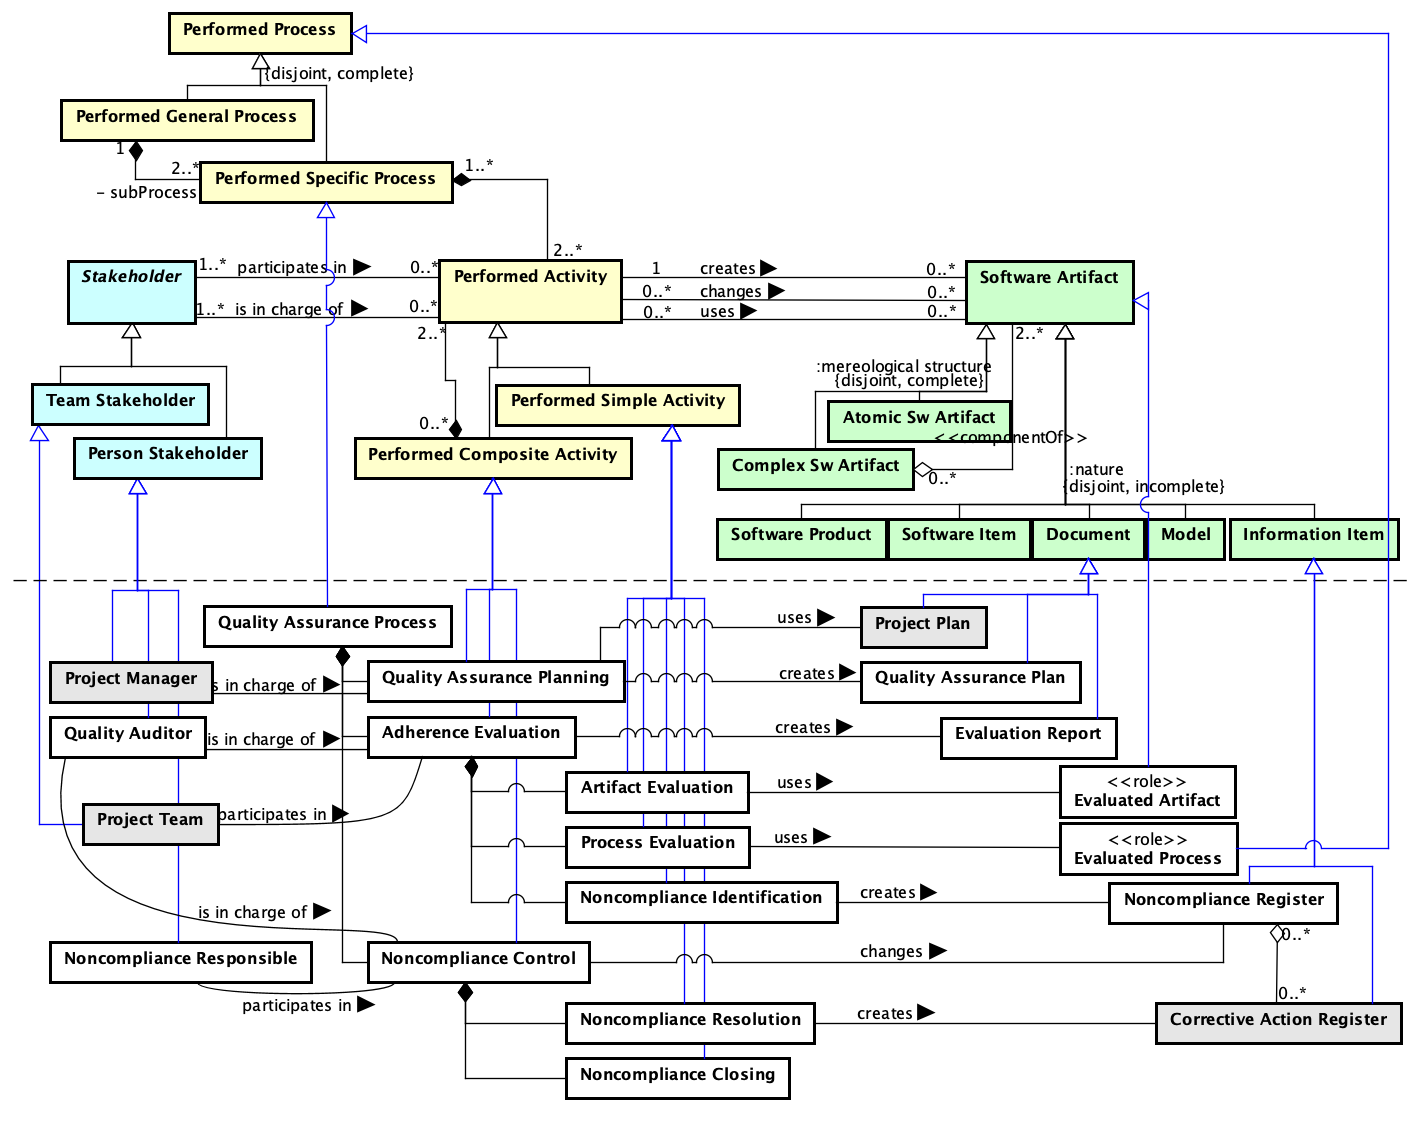 Performed Process
{disjoint, complete}
Performed General Process
1
2..*
- subProcess
Performed Specific Process
1..*
2..*
Stakeholder
1..* participates in 0..*
1..* is in charge of 0..*
Performed Activity
1 creates 0..*
0..* changes 0..*
0..* uses 0..*
Software Artifact
2..*
2..*
:mereological structure
{disjoint, complete}
Team Stakeholder
Performed Simple Activity
Atomic Sw Artifact
0..*
<<componentOf>>
Person Stakeholder
Performed Composite Activity
Complex Sw Artifact
0..*
:nature
{disjoint, incomplete}
Software Product
Software Item
Document
Model
Information Item
Quality Assurance Process
uses
Project Plan
Project Manager
is in charge of
Quality Assurance Planning
creates
Quality Assurance Plan
Quality Auditor
is in charge of
Adherence Evaluation
creates
Evaluation Report
Artifact Evaluation
uses
<<role>>
Evaluated Artifact
Project Team
participates in
Process Evaluation
uses
<<role>>
Evaluated Process
Noncompliance Identification
creates
Noncompliance Register
is in charge of
0..*
Noncompliance Responsible
Noncompliance Control
changes
participates in
0..*
Noncompliance Resolution
creates
Corrective Action Register
Noncompliance Closing